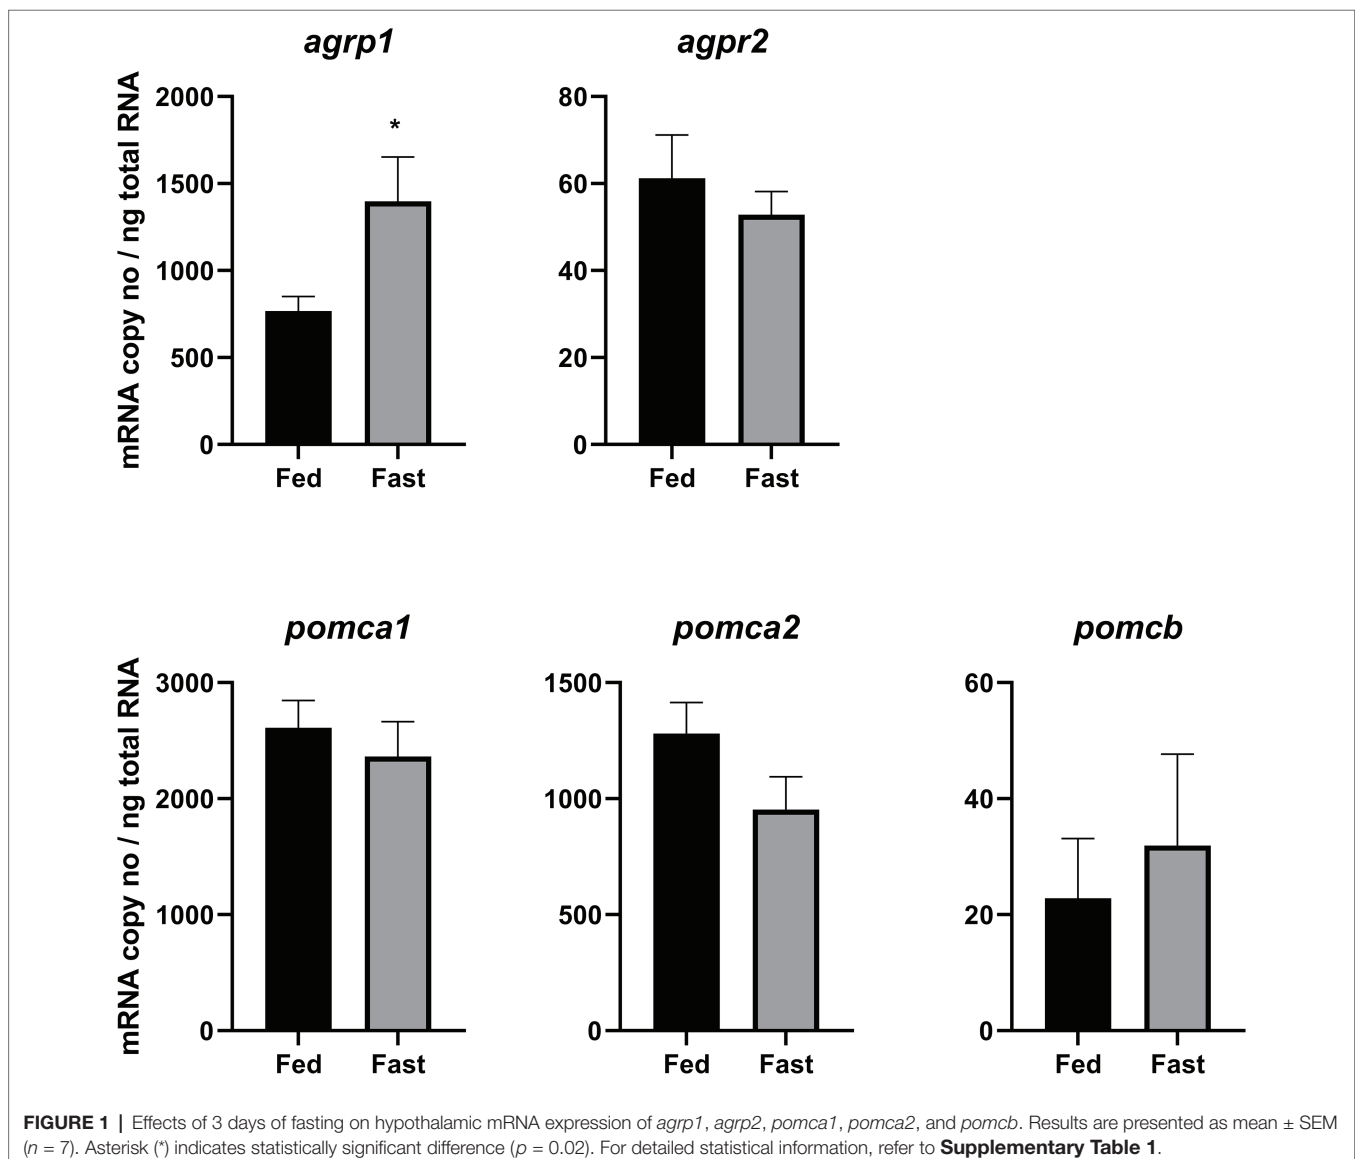 agrp1
agpr2
mRNA copy no / ng total RNA
2000
1500
1000
500
0
Fed
Fast
*
80
60
40
20
0
Fed
Fast
pomca1
pomca2
pomcb
mRNA copy no / ng total RNA
3000
2000
1000
0
Fed
Fast
1500
1000
500
0
Fed
Fast
60
40
20
0
Fed
Fast
FIGURE 1 | Effects of 3 days of fasting on hypothalamic mRNA expression of agrp1, agrp2, pomca1, pomca2, and pomcb. Results are presented as mean ± SEM
(n = 7). Asterisk (*) indicates statistically significant difference (p = 0.02). For detailed statistical information, refer to Supplementary Table 1.